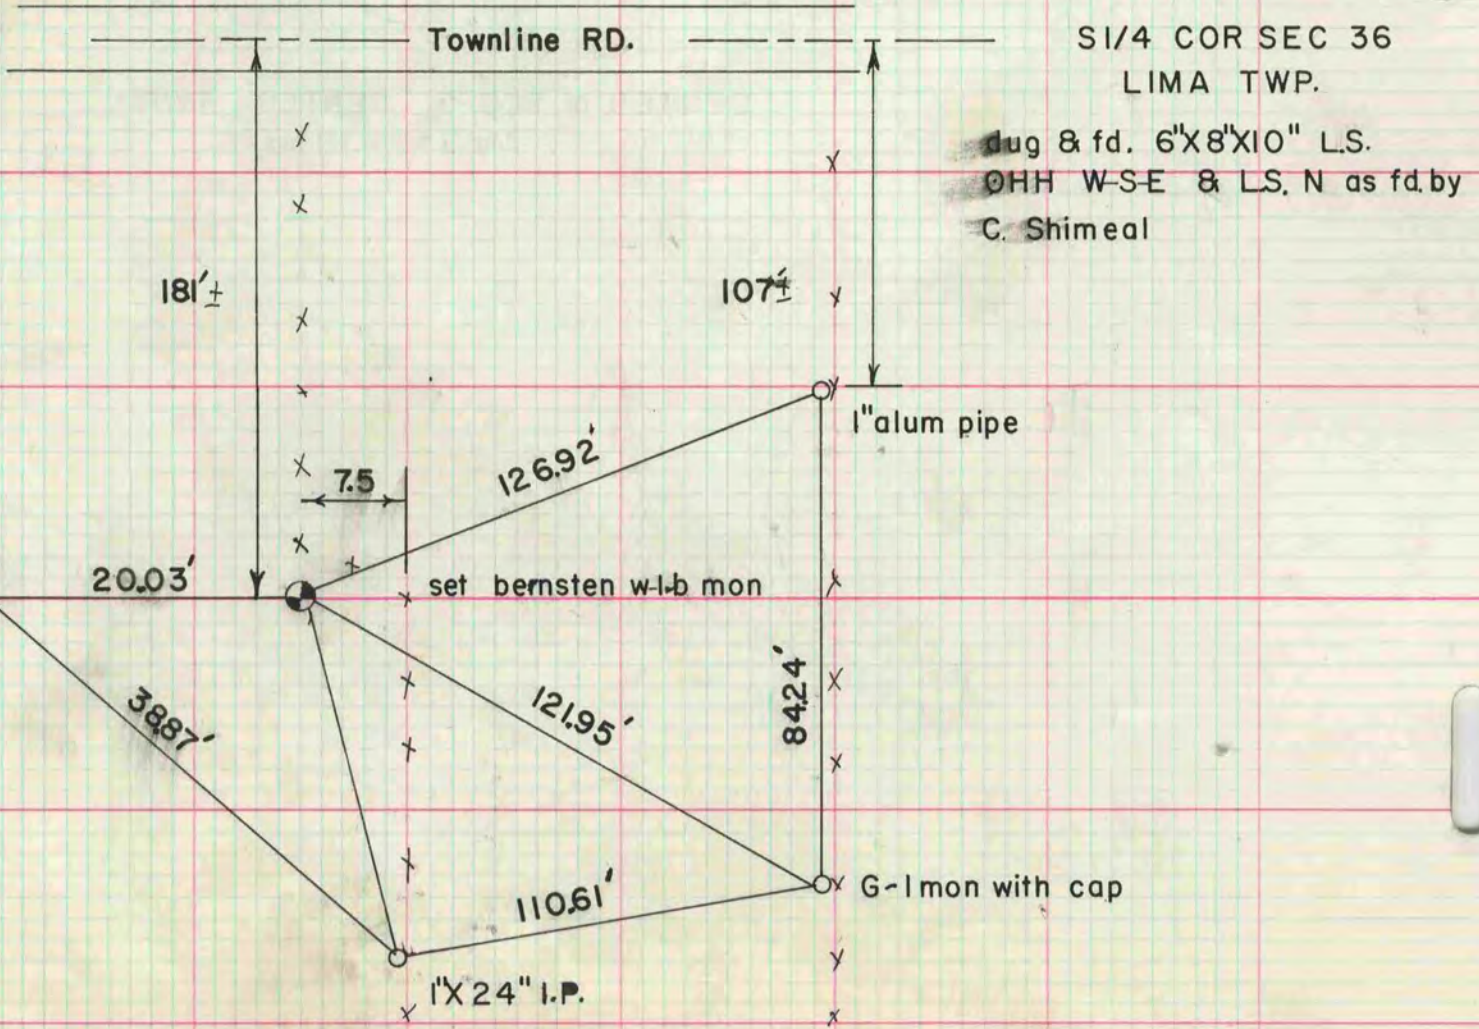 Townline RD.
S1/4 COR SEC 36
LIMA TWP.
dug & fd. 6"X8"X10" L.S.
OHH W-S-E & L.S. N as fd. by
C. Shimeal
181'±
107'±
1"alum pipe
126.92'
7.5
20.03'
set bernsten w-l-b mon
38.87'
121.95'
84.24'
G-1 mon with cap
110.61'
1"X24" I.P.